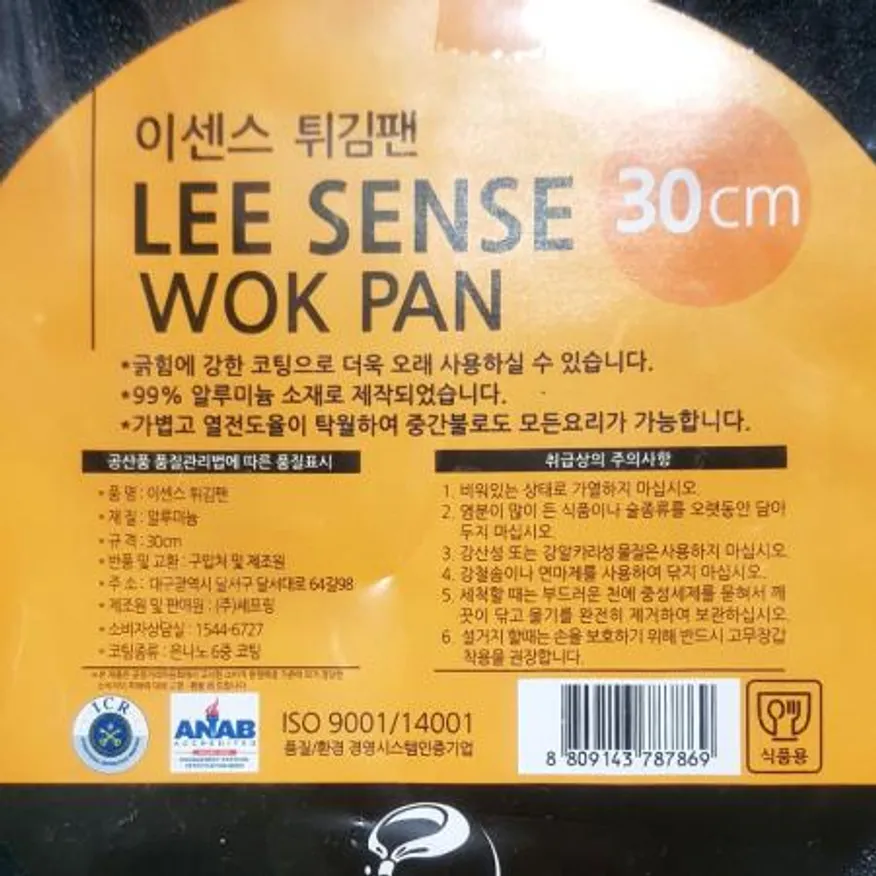 이센스 튀김팬
LEE SENSE
30cm
WOK PAN
*긁힘에 강한 코팅으로 더욱 오래 사용하실 수 있습니다.
*99% 알루미늄 소재로 제작되었습니다.
*가볍고 열전도율이 탁월하여 중간불로도 모든요리가 가능합니다.
공산품 품질관리법에 따른 품질표시
* 품 명 : 이센스 튀김팬
* 재 질 : 알루미늄
* 규 격 : 30cm
* 반품 및 교환 : 구입처 및 제조원
* 주 소 : 대구광역시 달서구 달서대로 64길98
* 제조원 및 판매원 : (주)셰프링
* 소비자상담실 : 1544-6727
* 코팅종류 : 은나노 6중 코팅
취급상의 주의사항
1. 비워있는 상태로 가열하지 마십시오.
2. 염분이 많이 든 식품이나 술종류를 오랫동안 담아
두지 마십시오.
3. 강산성 또는 강알카리성 물질은 사용하지 마십시오.
4. 강철솜이나 연마제를 사용하여 닦지 마십시오.
5. 세척할 때는 부드러운 천에 중성세제를 묻혀서 깨
끗이 닦고 물기를 완전히 제거하여 보관하십시오.
6. 설거지 할때는 손을 보호하기 위해 반드시 고무장갑
착용을 권장합니다.
ICR
ANAB
ACCREDITED
ISO 9001/14001
품질/환경 경영시스템인증기업
8 809143 787869
식품용